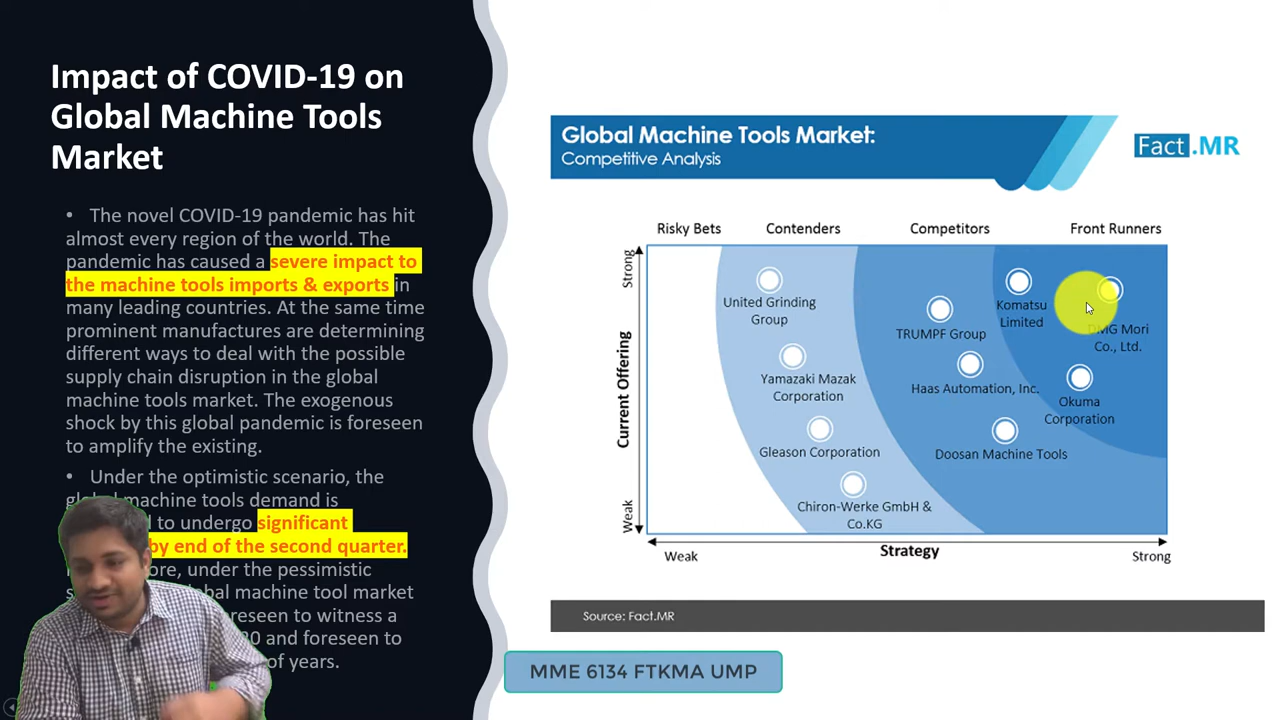 Impact of COVID-19 on
Global Machine Tools
Market
• The novel COVID-19 pandemic has hit
almost every region of the world. The
pandemic has caused a severe impact to
the machine tools imports & exports in
many leading countries. At the same time
prominent manufactures are determining
different ways to deal with the possible
supply chain disruption in the global
machine tools market. The exogenous
shock by this global pandemic is foreseen
to amplify the existing.
• Under the optimistic scenario, the
machine tools demand is
to undergo significant
by end of the second quarter.
under the pessimistic
machine tool market
to witness a
and foreseen to
of years.
Global Machine Tools Market:
Competitive Analysis
Fact.MR
Risky Bets
Contenders
Competitors
Front Runners
Strong
Current Offering
Weak
United Grinding
Group
Yamazaki Mazak
Corporation
Gleason Corporation
Chiron-Werke GmbH &
Co.KG
TRUMPF Group
Haas Automation, Inc.
Doosan Machine Tools
Komatsu
Limited
DMG Mori
Co., Ltd.
Okuma
Corporation
Weak
Strategy
Strong
Source: Fact.MR
MME 6134 FTKMA UMP